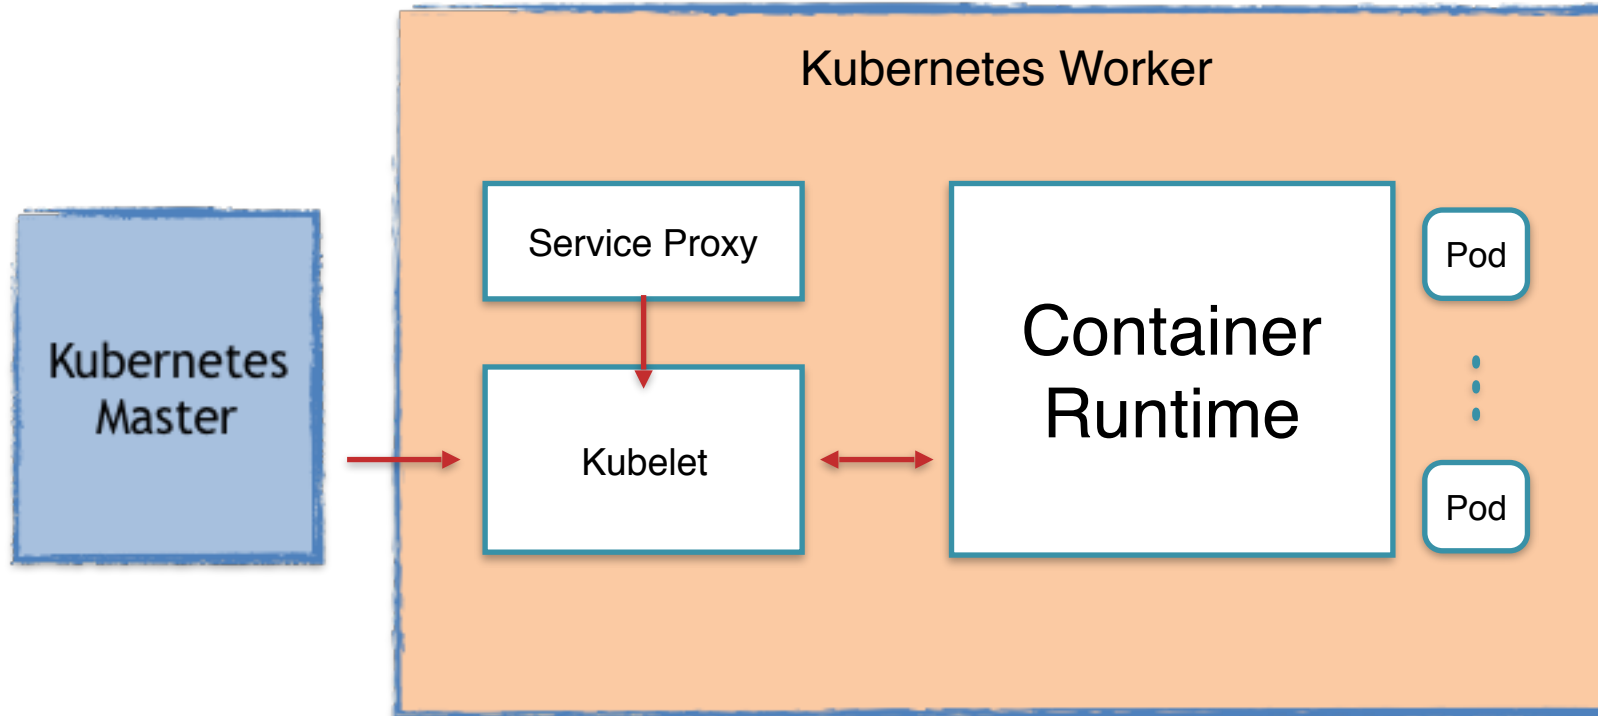 Kubernetes Worker
Kubernetes
Master
Service Proxy
Kubelet
Container
Runtime
Pod
Pod